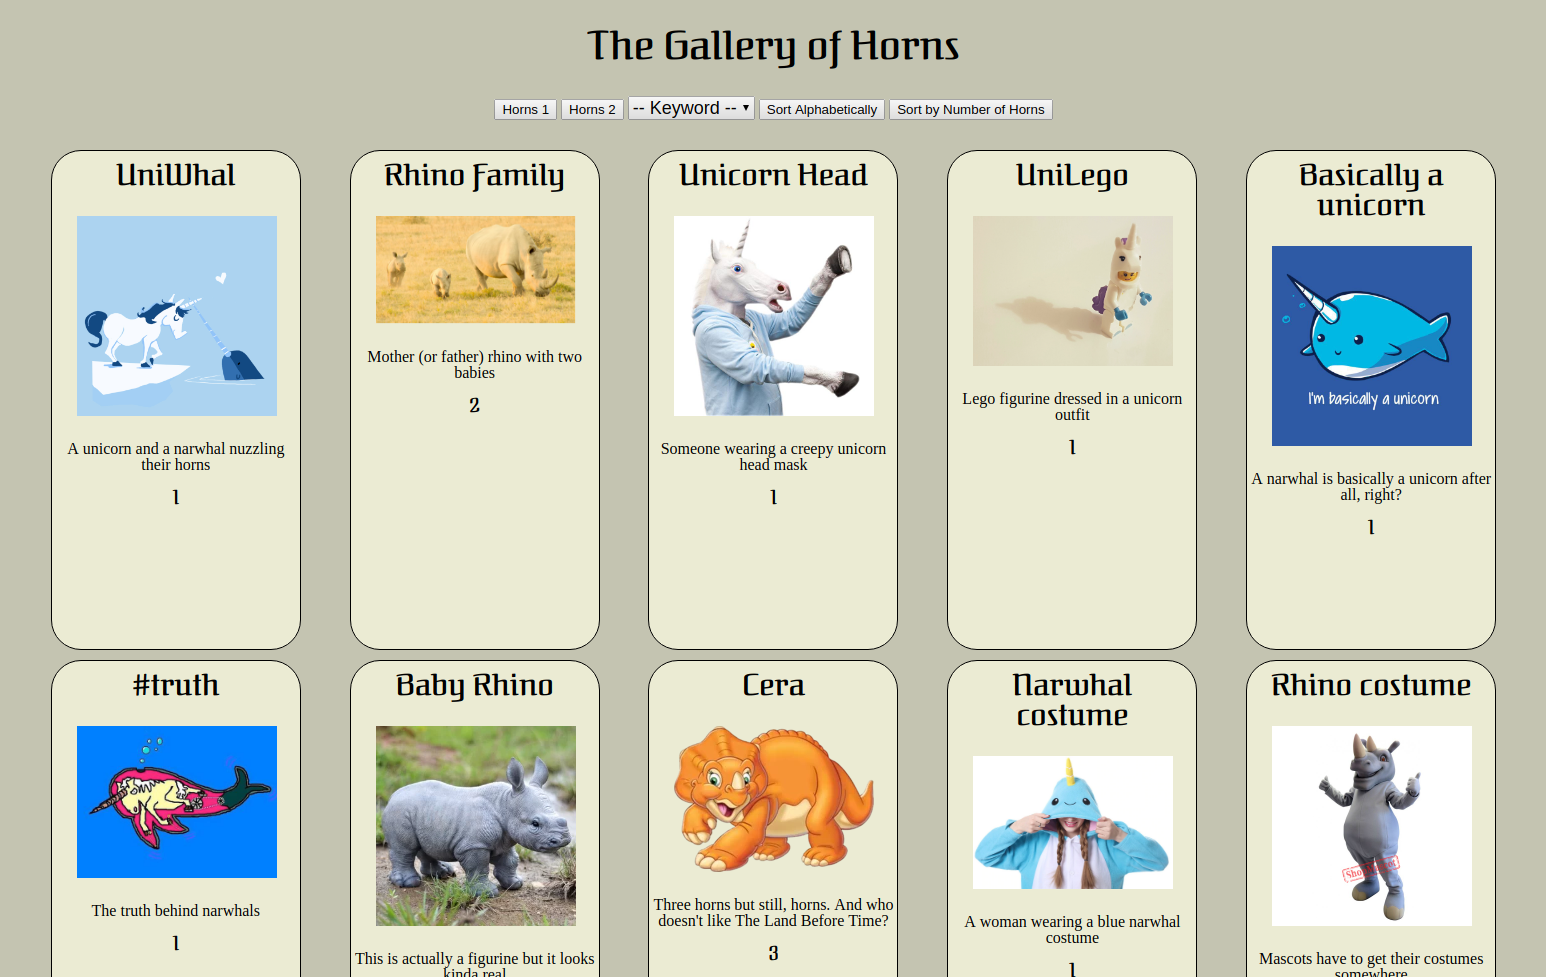 The Gallery of Horns
Horns 1
Horns 2
-- Keyword --
Sort Alphabetically
Sort by Number of Horns
UniWhal
A unicorn and a narwhal nuzzling
their horns
1
Rhino Family
Mother (or father) rhino with two
babies
2
Unicorn Head
Someone wearing a creepy unicorn
head mask
1
UniLego
Lego figurine dressed in a unicorn
outfit
1
Basically a
unicorn
I'm basically a unicorn
A narwhal is basically a unicorn after
all, right?
1
#truth
The truth behind narwhals
1
Baby Rhino
This is actually a figurine but it looks
kinda real
Cera
Three horns but still, horns. And who
doesn't like The Land Before Time?
3
Narwhal
costume
A woman wearing a blue narwhal
costume
1
Rhino costume
Mascots have to get their costumes
somewhere